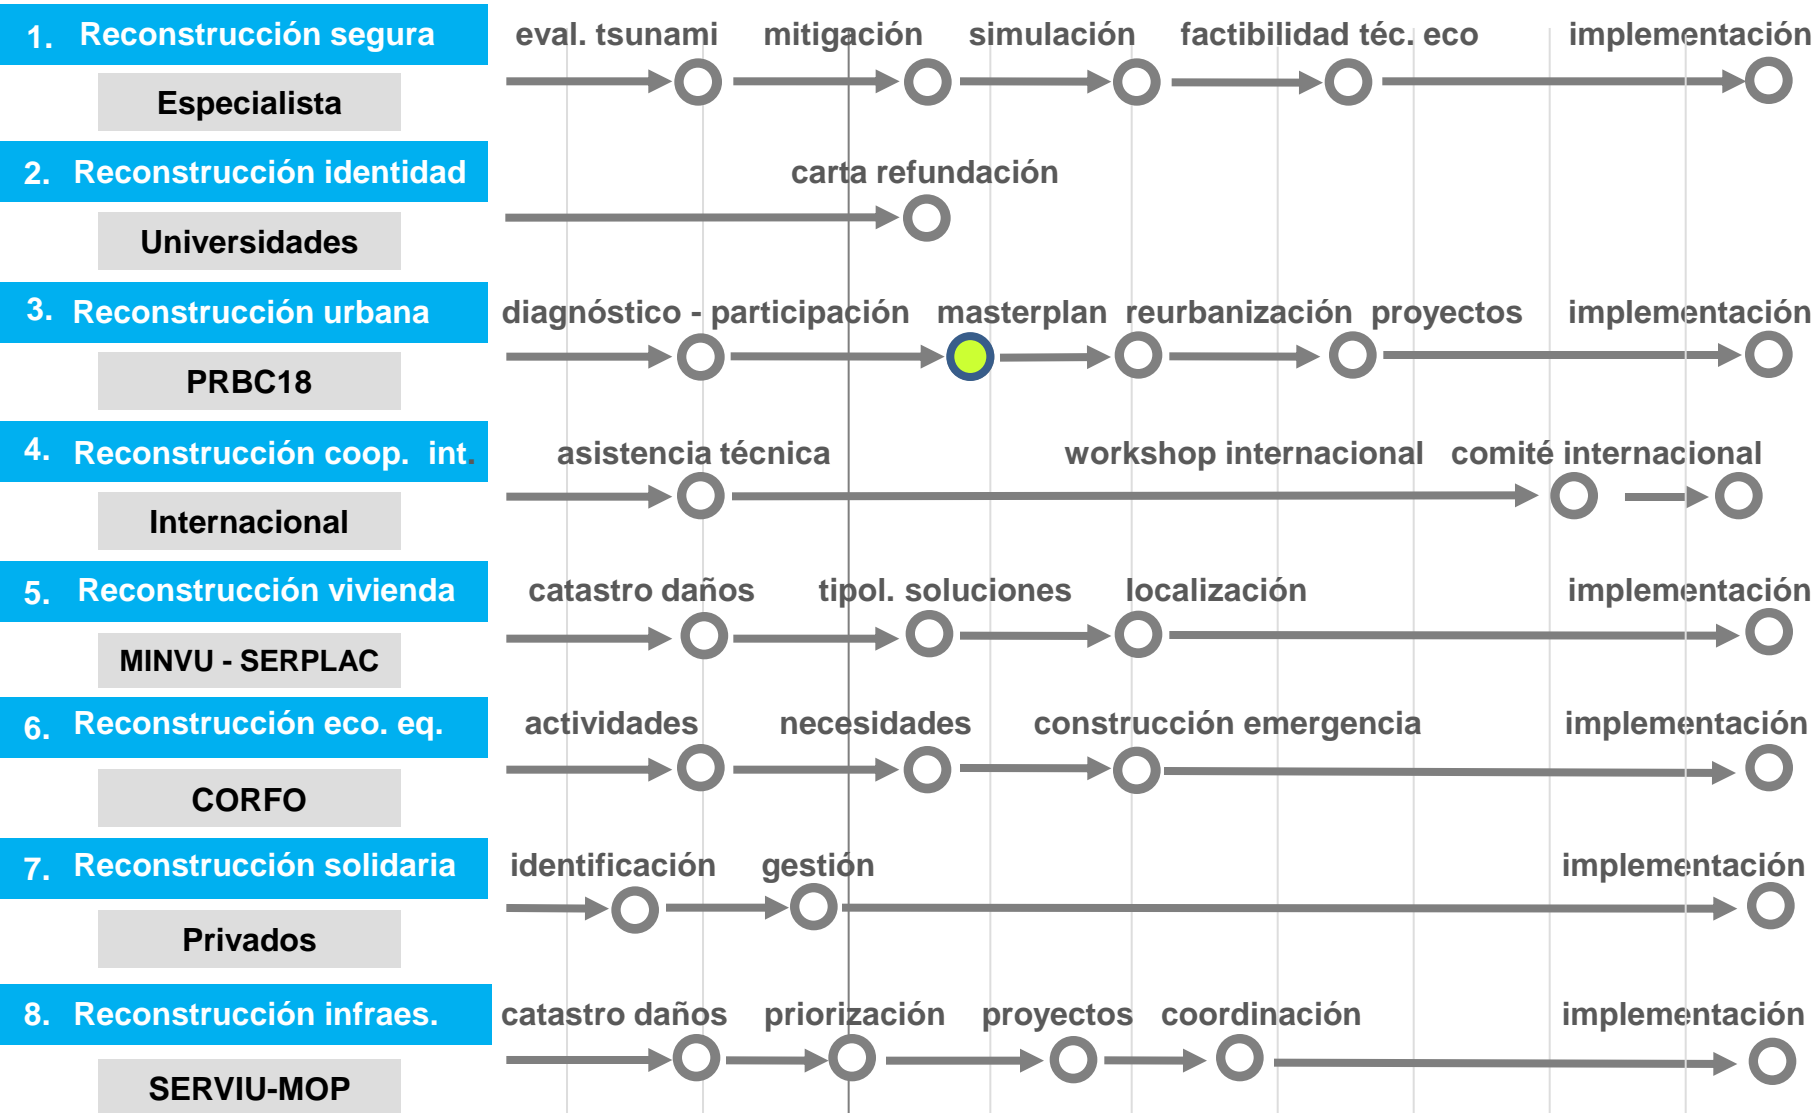 1. Reconstrucción segura eval. tsunami mitigación simulación factibilidad téc. eco implementación
Especialista
2. Reconstrucción identidad carta refundación
Universidades
3. Reconstrucción urbana diagnóstico - participación masterplan reurbanización proyectos implementación
PRBC18
4. Reconstrucción coop. int. asistencia técnica workshop internacional comité internacional
Internacional
5. Reconstrucción vivienda catastro daños tipol. soluciones localización implementación
MINVU - SERPLAC
6. Reconstrucción eco. eq. actividades necesidades construcción emergencia implementación
CORFO
7. Reconstrucción solidaria identificación gestión implementación
Privados
8. Reconstrucción infraes. catastro daños priorización proyectos coordinación implementación
SERVIU-MOP